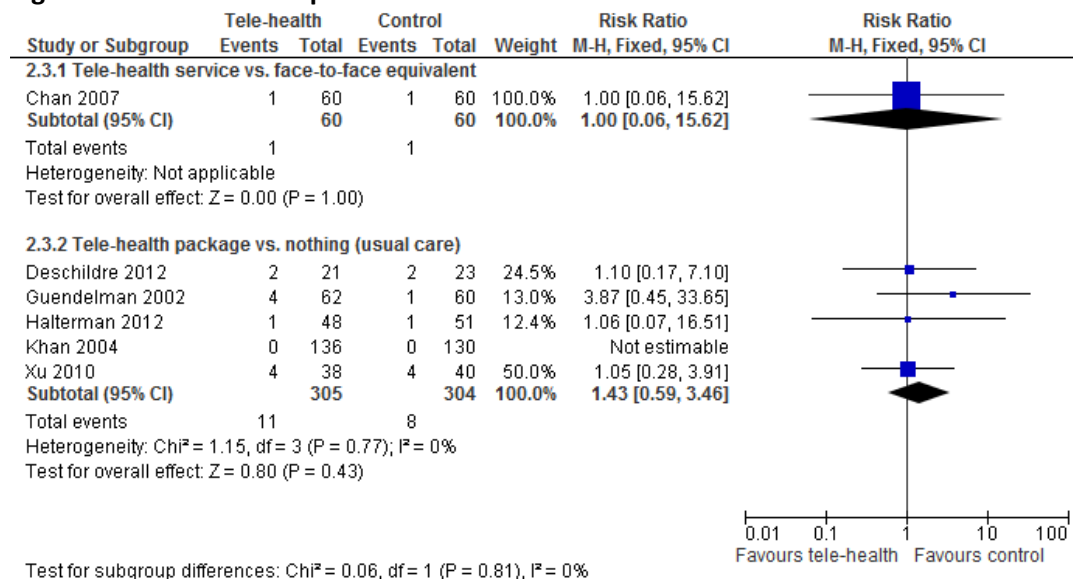 Tele-health Control Risk Ratio Risk Ratio
Study or Subgroup Events Total Events Total Weight M-H, Fixed, 95% CI M-H, Fixed, 95% CI
2.3.1 Tele-health service vs. face-to-face equivalent
Chan 2007 1 60 1 60 100.0% 1.00 [0.06, 15.62]
Subtotal (95% CI) 60 60 100.0% 1.00 [0.06, 15.62]
Total events 1 1
Heterogeneity: Not applicable
Test for overall effect: Z = 0.00 (P = 1.00)
2.3.2 Tele-health package vs. nothing (usual care)
Deschildre 2012 2 21 2 23 24.5% 1.10 [0.17, 7.10]
Guendelman 2002 4 62 1 60 13.0% 3.87 [0.45, 33.65]
Halterman 2012 1 48 1 51 12.4% 1.06 [0.07, 16.51]
Khan 2004 0 136 0 130 Not estimable
Xu 2010 4 38 4 40 50.0% 1.05 [0.28, 3.91]
Subtotal (95% CI) 305 304 100.0% 1.43 [0.59, 3.46]
Total events 11 8
Heterogeneity: Chi² = 1.15, df = 3 (P = 0.77); I² = 0%
Test for overall effect: Z = 0.80 (P = 0.43)
0.01 0.1 1 10 100
Favours tele-health Favours control
Test for subgroup differences: Chi² = 0.06, df = 1 (P = 0.81), I² = 0%